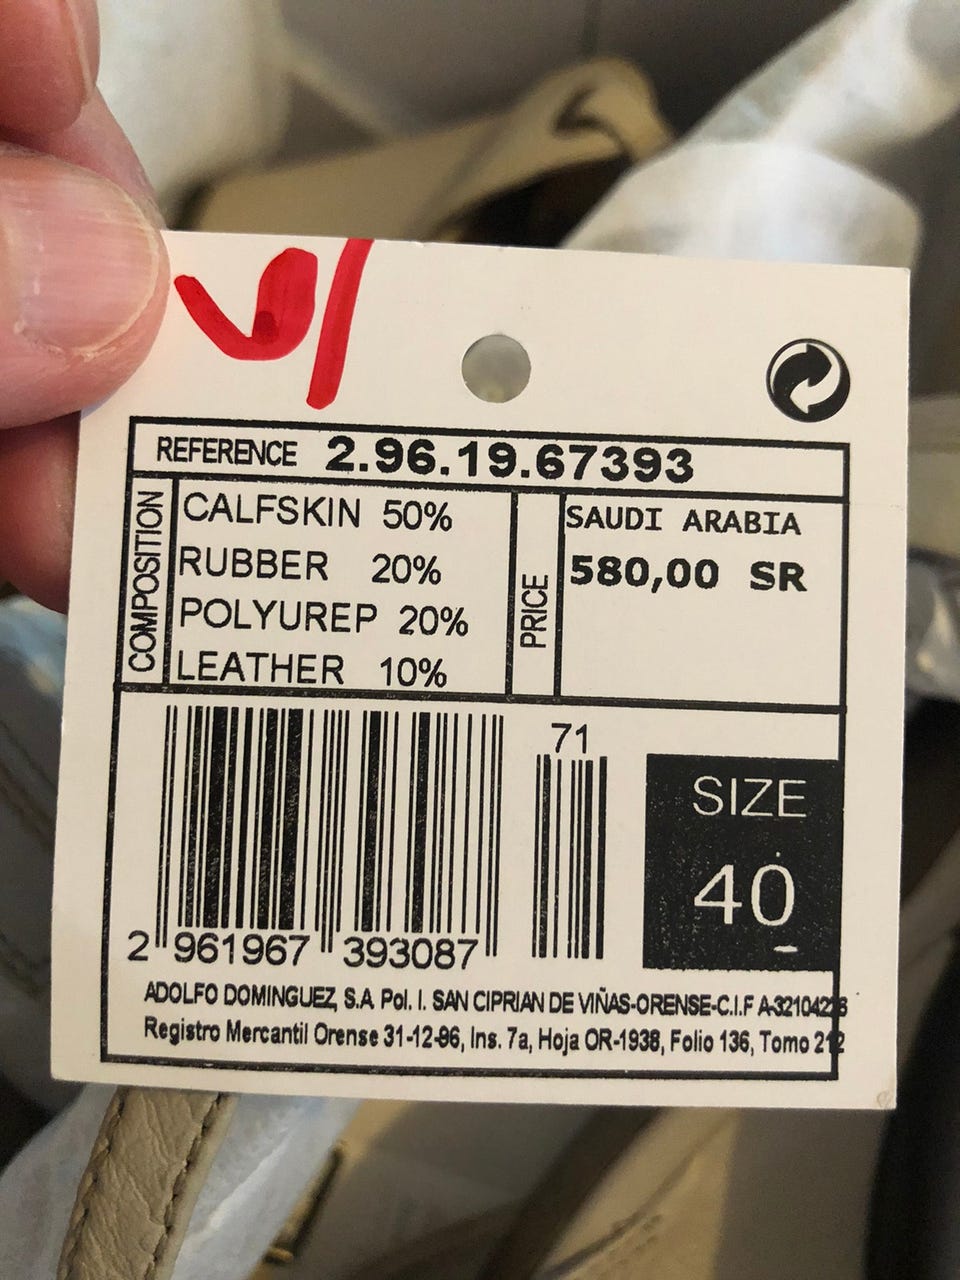 REFERENCE 2.96.19.67393
COMPOSITION
CALFSKIN 50%
RUBBER 20%
POLYUREP 20%
LEATHER 10%
PRICE
SAUDI ARABIA
580,00 SR
71
SIZE
40
2 961967 393087
ADOLFO DOMINGUEZ, S.A. Pol. I. SAN CIPRIAN DE VIÑAS-ORENSE-C.I.F A-32104226
Registro Mercantil Orense 31-12-96, Ins. 7a, Hoja OR-1938, Folio 136, Tomo 212